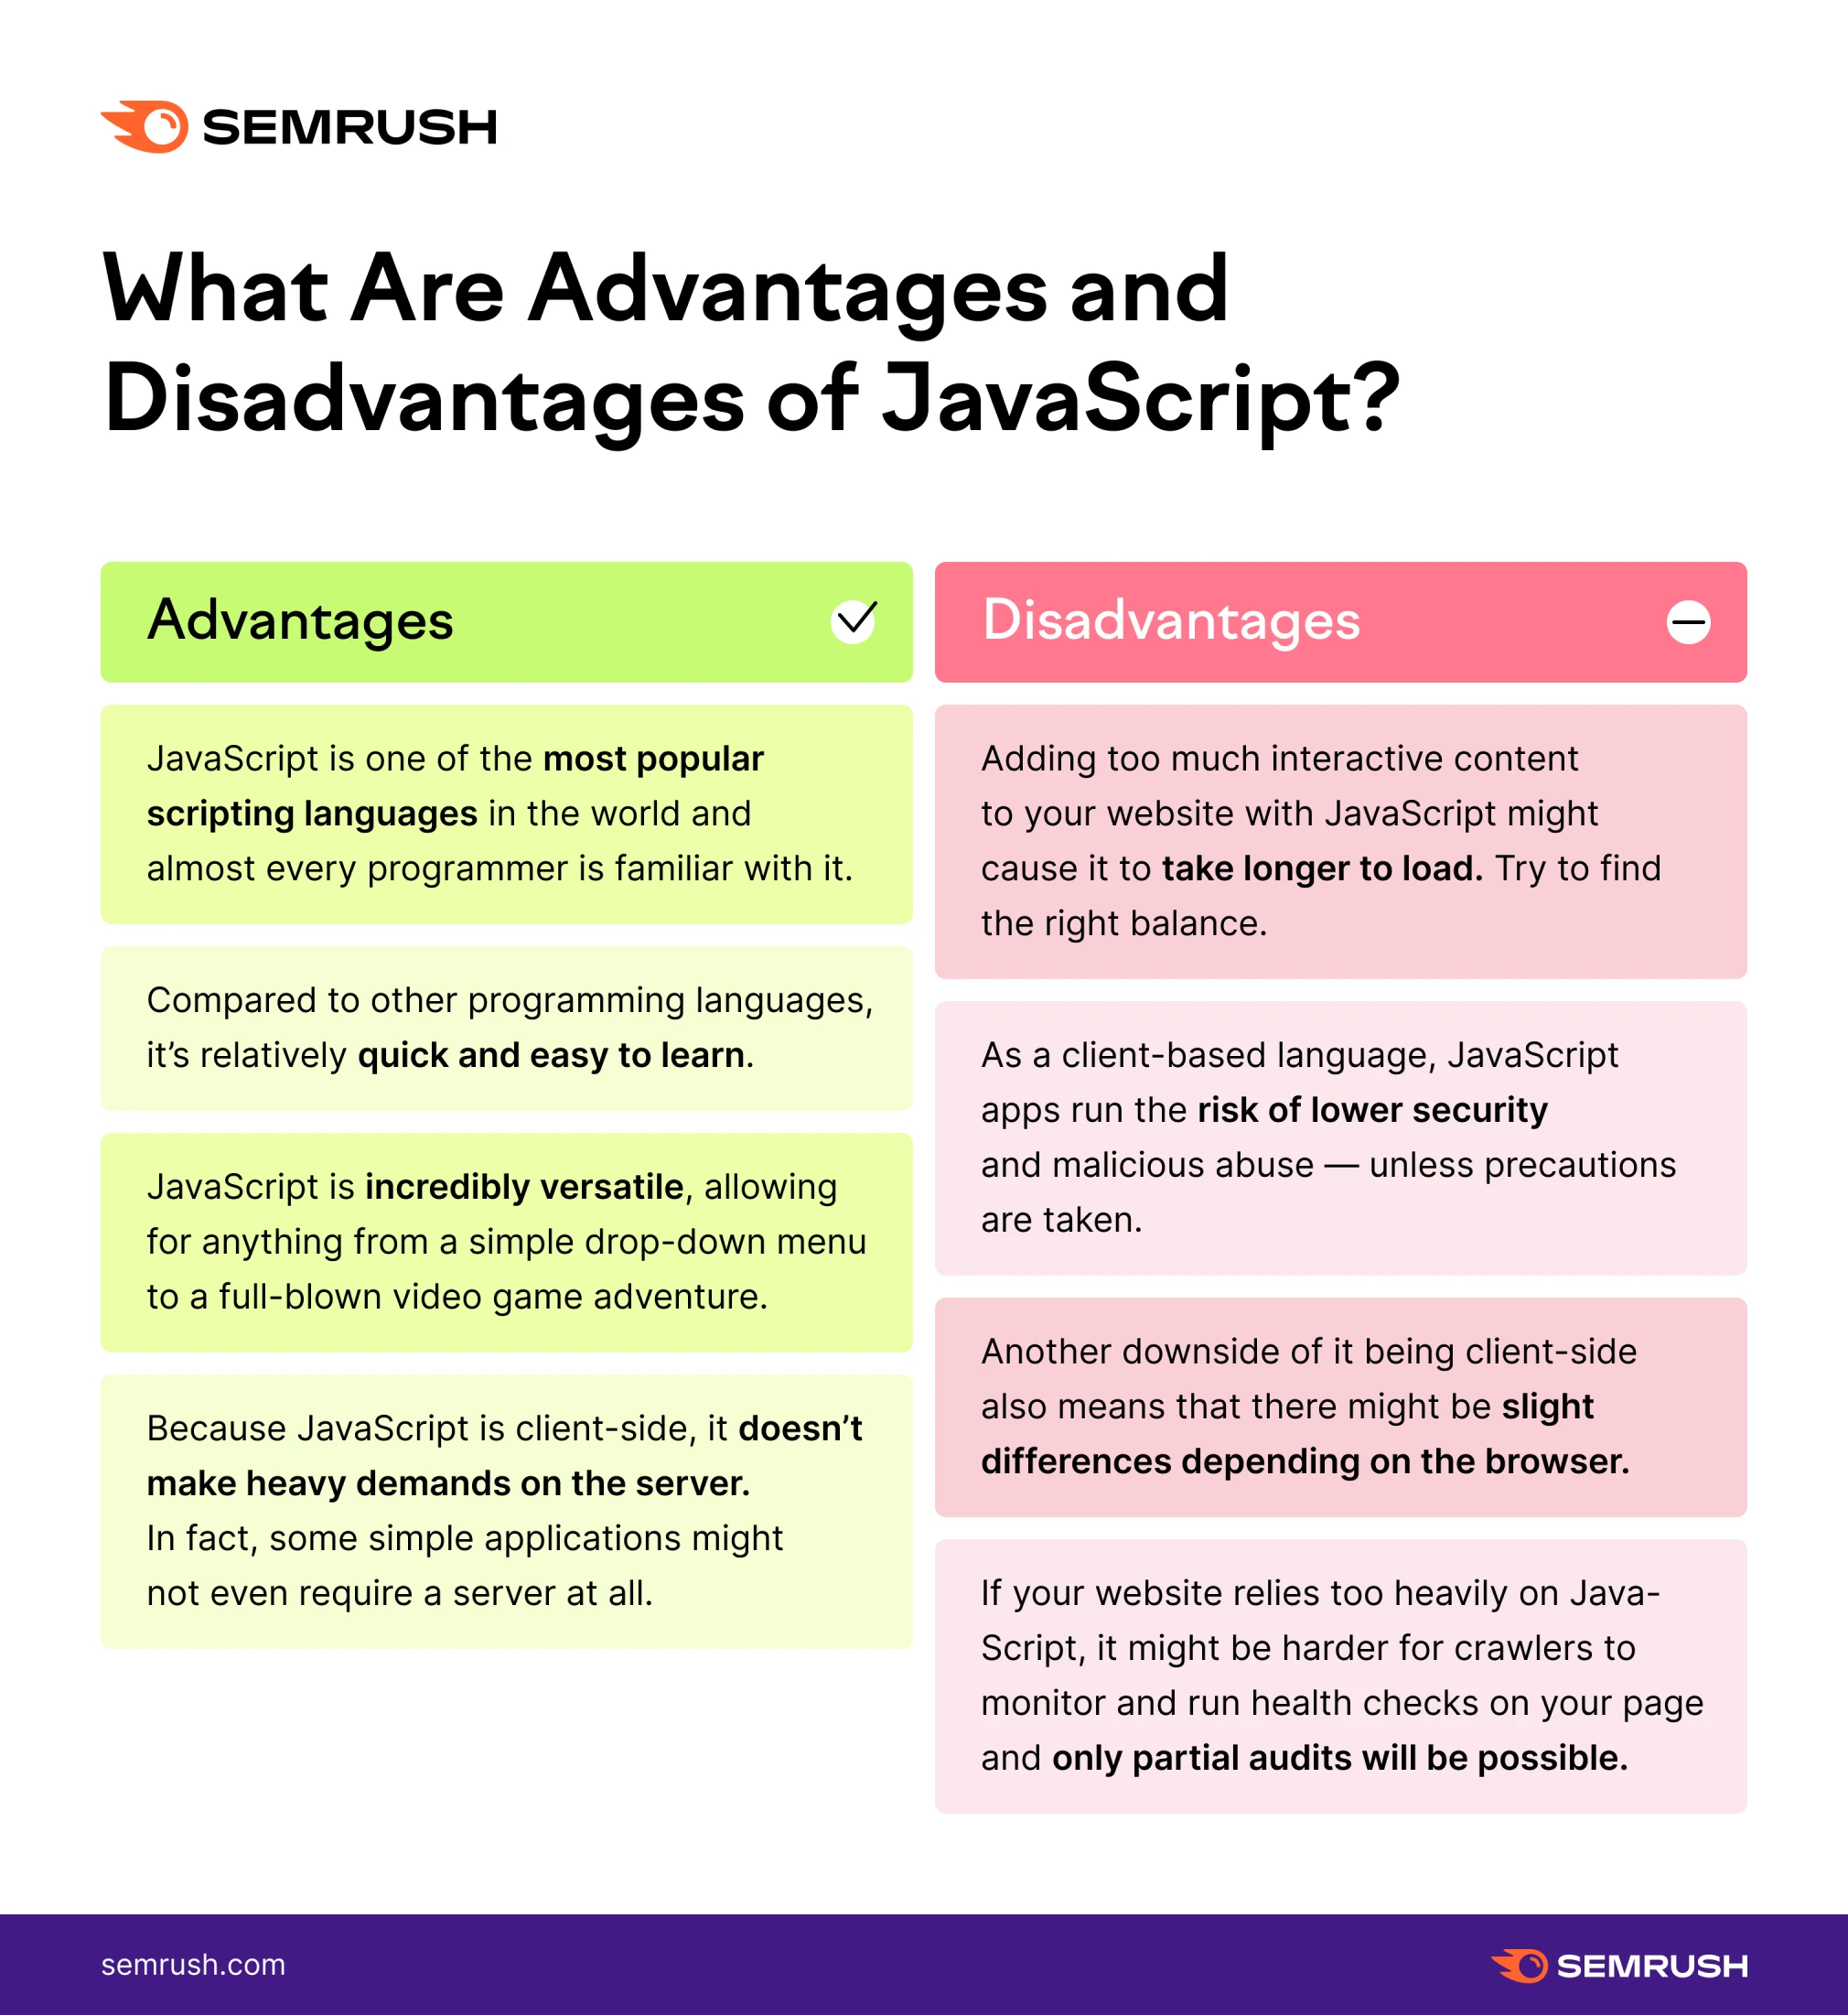 SEMRUSH
What Are Advantages and
Disadvantages of JavaScript?
Advantages
JavaScript is one of the most popular
scripting languages in the world and
almost every programmer is familiar with it.
Compared to other programming languages,
it’s relatively quick and easy to learn.
JavaScript is incredibly versatile, allowing
for anything from a simple drop-down menu
to a full-blown video game adventure.
Because JavaScript is client-side, it doesn’t
make heavy demands on the server.
In fact, some simple applications might
not even require a server at all.
Disadvantages
Adding too much interactive content
to your website with JavaScript might
cause it to take longer to load. Try to find
the right balance.
As a client-based language, JavaScript
apps run the risk of lower security
and malicious abuse — unless precautions
are taken.
Another downside of it being client-side
also means that there might be slight
differences depending on the browser.
If your website relies too heavily on Java-
Script, it might be harder for crawlers to
monitor and run health checks on your page
and only partial audits will be possible.
semrush.com
SEMRUSH